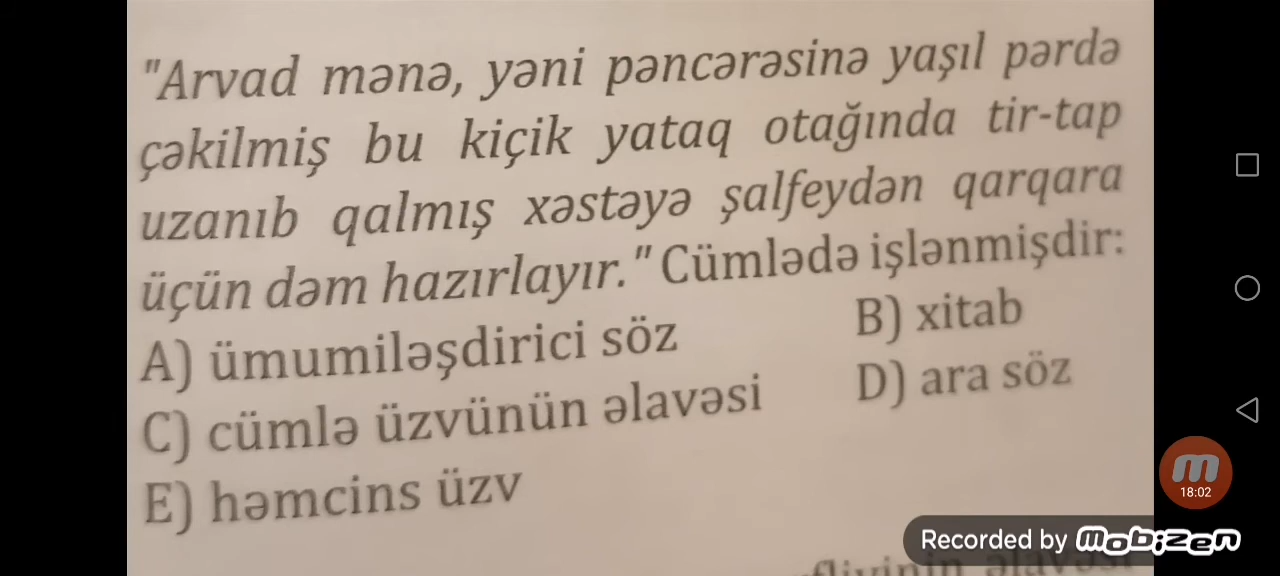 "Arvad mənə, yəni pəncərəsinə yaşıl pərdə
çəkilmiş bu kiçik yataq otağında tir-tap
uzanıb qalmış xəstəyə şalfeydən qarqara
üçün dəm hazırlayır." Cümlədə işlənmişdir:
A) ümumiləşdirici söz
B) xitab
C) cümlə üzvünün əlavəsi
D) ara söz
E) həmcins üzv
18:02
Recorded by mobizen
əlavəsi